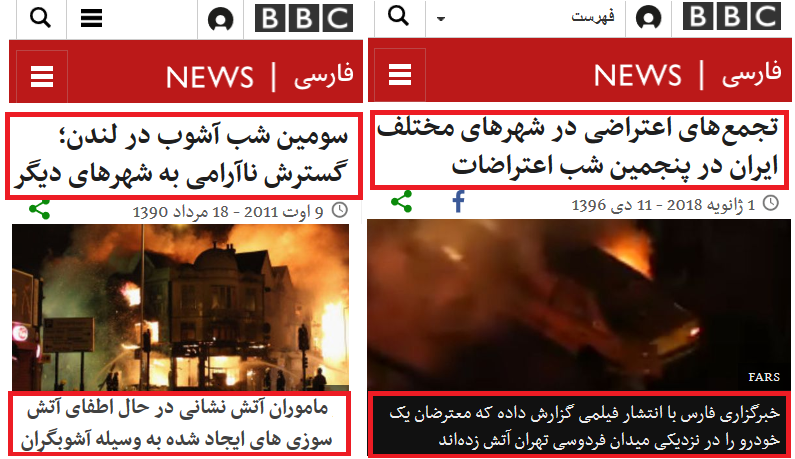 BBC
NEWS | فارسی
سومین شب آشوب در لندن؛
گسترش ناآرامی به شهرهای دیگر
9 اوت 2011 - 18 مرداد 1390
ماموران آتش نشانی در حال اطفای آتش
سوزی های ایجاد شده به وسیله آشوبگران
BBC
فهرست
NEWS | فارسی
تجمع‌های اعتراضی در شهرهای مختلف
ایران در پنجمین شب اعتراضات
1 ژانویه 2018 - 11 دی 1396
FARS
خبرگزاری فارس با انتشار فیلمی گزارش داده که معترضان یک
خودرو را در نزدیکی میدان فردوسی تهران آتش زده‌اند